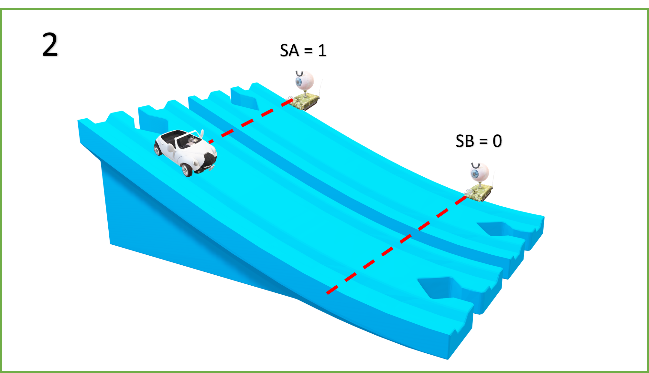 2
SA = 1
SB = 0